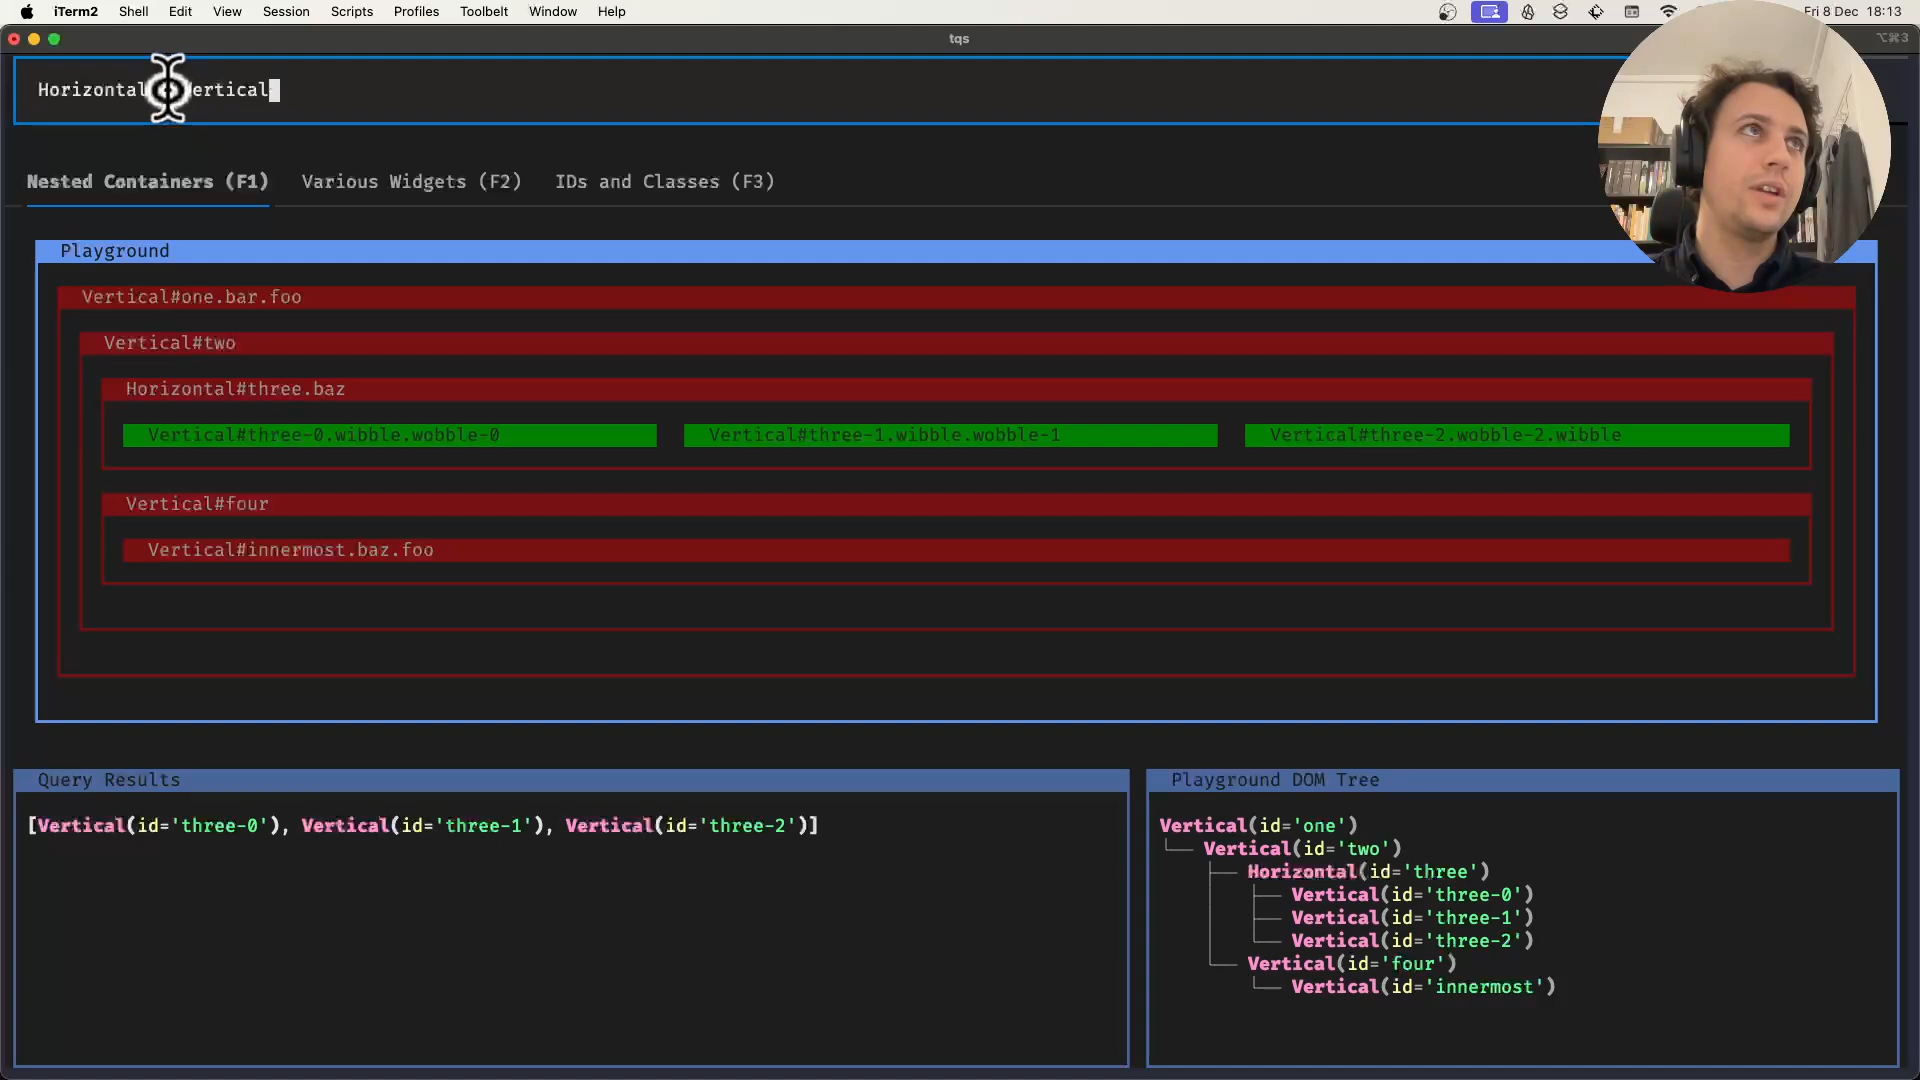 iTerm2 Shell Edit View Session Scripts Profiles Toolbelt Window Help Fri 8 Dec 18:13
tqs
⌥⌘3
Horizontal > Vertical
Nested Containers (F1) Various Widgets (F2) IDs and Classes (F3)
Playground
Vertical#one.bar.foo
Vertical#two
Horizontal#three.baz
Vertical#three-0.wibble.wobble-0 Vertical#three-1.wibble.wobble-1 Vertical#three-2.wobble-2.wibble
Vertical#four
Vertical#innermost.baz.foo
Query Results
[Vertical(id='three-0'), Vertical(id='three-1'), Vertical(id='three-2')]
Playground DOM Tree
Vertical(id='one')
└── Vertical(id='two')
├── Horizontal(id='three')
│ ├── Vertical(id='three-0')
│ ├── Vertical(id='three-1')
│ └── Vertical(id='three-2')
└── Vertical(id='four')
└── Vertical(id='innermost')